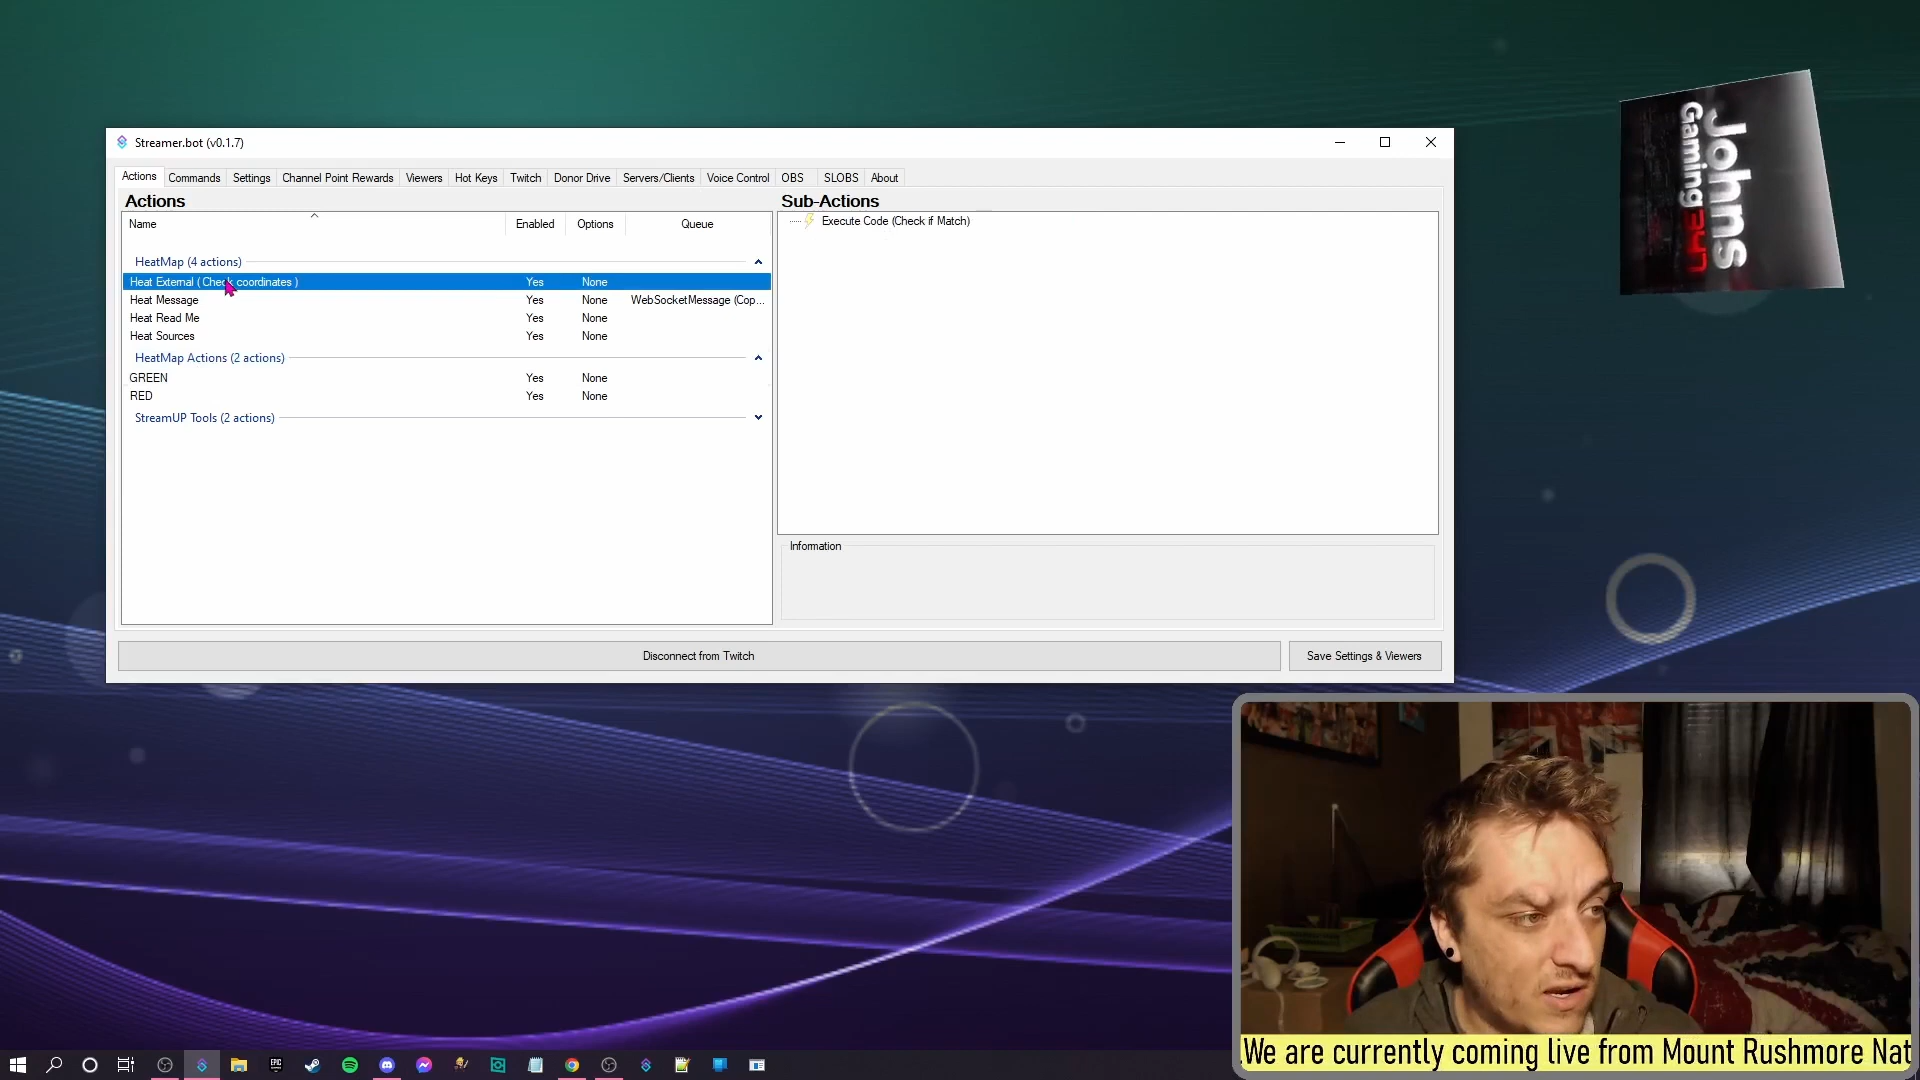 Streamer.bot (v0.1.7)
Actions Commands Settings Channel Point Rewards Viewers Hot Keys Twitch Donor Drive Servers/Clients Voice Control OBS SLOBS About
Actions
Name Enabled Options Queue
HeatMap (4 actions)
Heat External ( Check coordinates ) Yes None
Heat Message Yes None WebSocketMessage (Cop...
Heat Read Me Yes None
Heat Sources Yes None
HeatMap Actions (2 actions)
GREEN Yes None
RED Yes None
StreamUP Tools (2 actions)
Sub-Actions
Execute Code (Check if Match)
Information
Disconnect from Twitch
Save Settings & Viewers
Johns
Gaming34n
EPIC
We are currently coming live from Mount Rushmore Nat